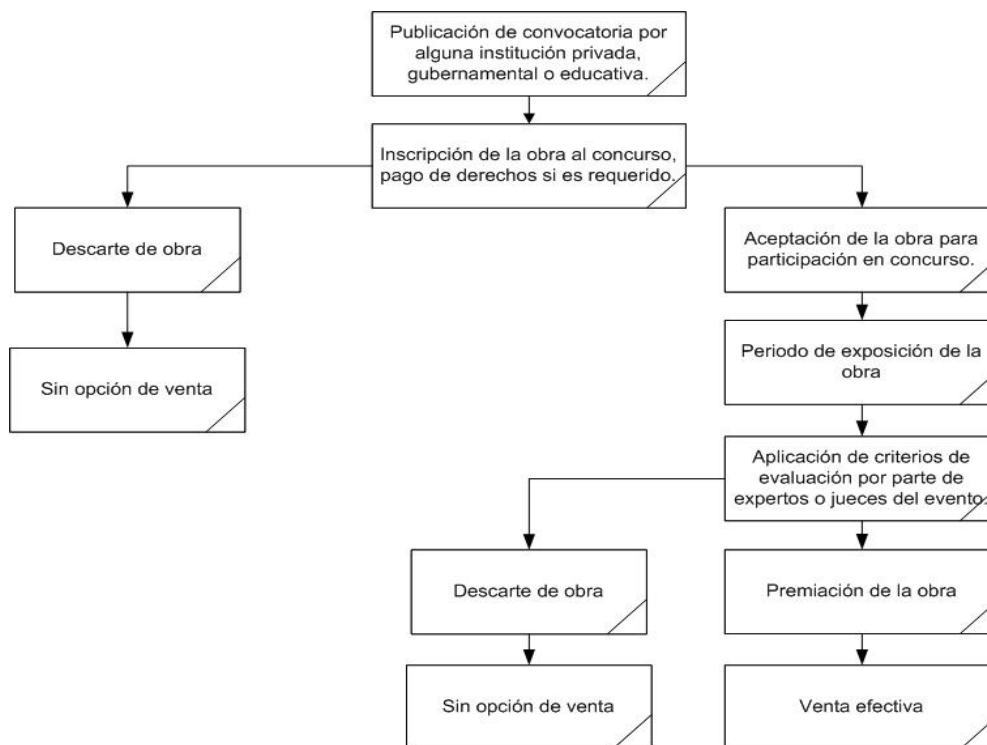 Publicación de convocatoria por
alguna institución privada,
gubernamental o educativa.
Inscripción de la obra al concurso,
pago de derechos si es requerido.
Descarte de obra
Sin opción de venta
Aceptación de la obra para
participación en concurso.
Periodo de exposición de la
obra
Aplicación de criterios de
evaluación por parte de
expertos o jueces del evento.
Descarte de obra
Sin opción de venta
Premiación de la obra
Venta efectiva